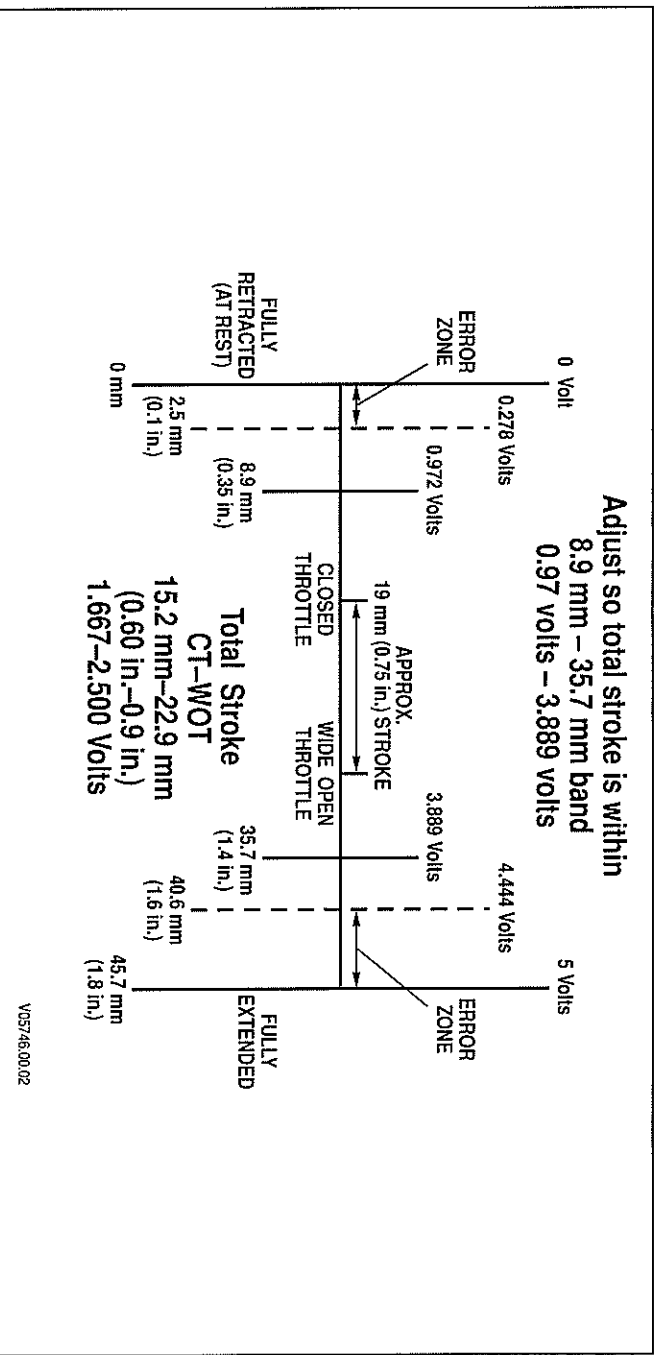 Adjust so total stroke is within
8.9 mm – 35.7 mm band
0.97 volts – 3.889 volts
0 Volt
5 Volts
0.278 Volts
4.444 Volts
0.972 Volts
3.889 Volts
ERROR
ZONE
ERROR
ZONE
APPROX.
19 mm (0.75 in.) STROKE
CLOSED
THROTTLE
WIDE OPEN
THROTTLE
FULLY
RETRACTED
(AT REST)
FULLY
EXTENDED
0 mm
2.5 mm
(0.1 in.)
8.9 mm
(0.35 in.)
Total Stroke
CT–WOT
15.2 mm–22.9 mm
(0.60 in.–0.9 in.)
1.667–2.500 Volts
35.7 mm
(1.4 in.)
40.6 mm
(1.6 in.)
45.7 mm
(1.8 in.)
V05746.00.02